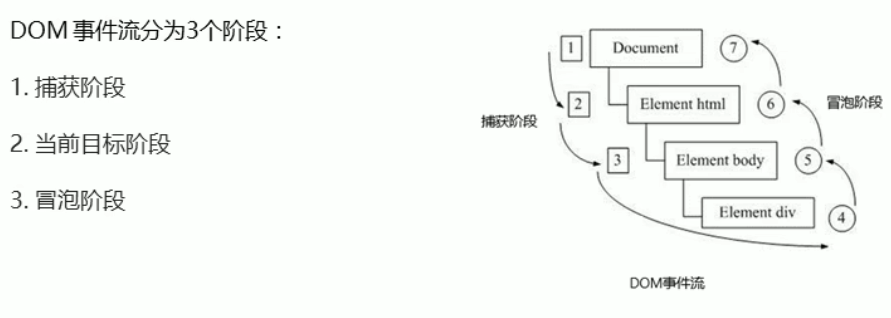 DOM 事件流分为3个阶段：
1. 捕获阶段
2. 当前目标阶段
3. 冒泡阶段
1 Document 7
2 Element html 6
捕获阶段
冒泡阶段
3 Element body 5
Element div 4
DOM事件流